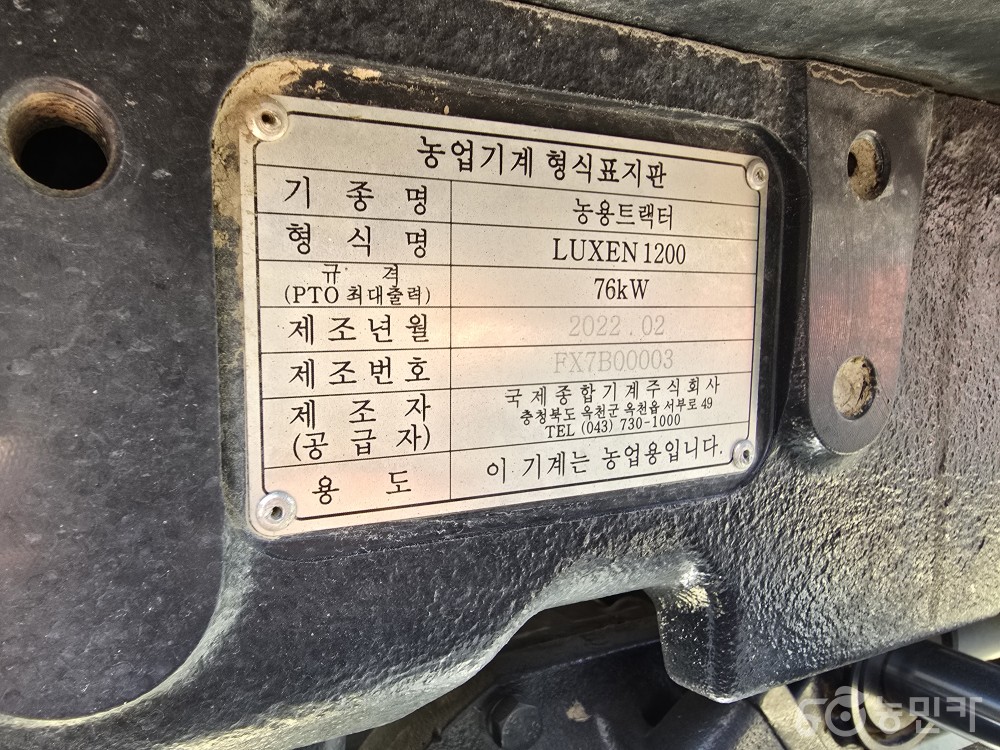 농업기계 형식표지판
기 종 명 농용트랙터
형 식 명 LUXEN 1200
규 격
(PTO 최대출력) 76kW
제 조 년 월 2022.02
제 조 번 호 FX7B00003
제 조 자
(공 급 자)
국제종합기계주식회사
충청북도 옥천군 옥천읍 서부로 49
TEL (043) 730-1000
용 도 이 기계는 농업용입니다.
농민카